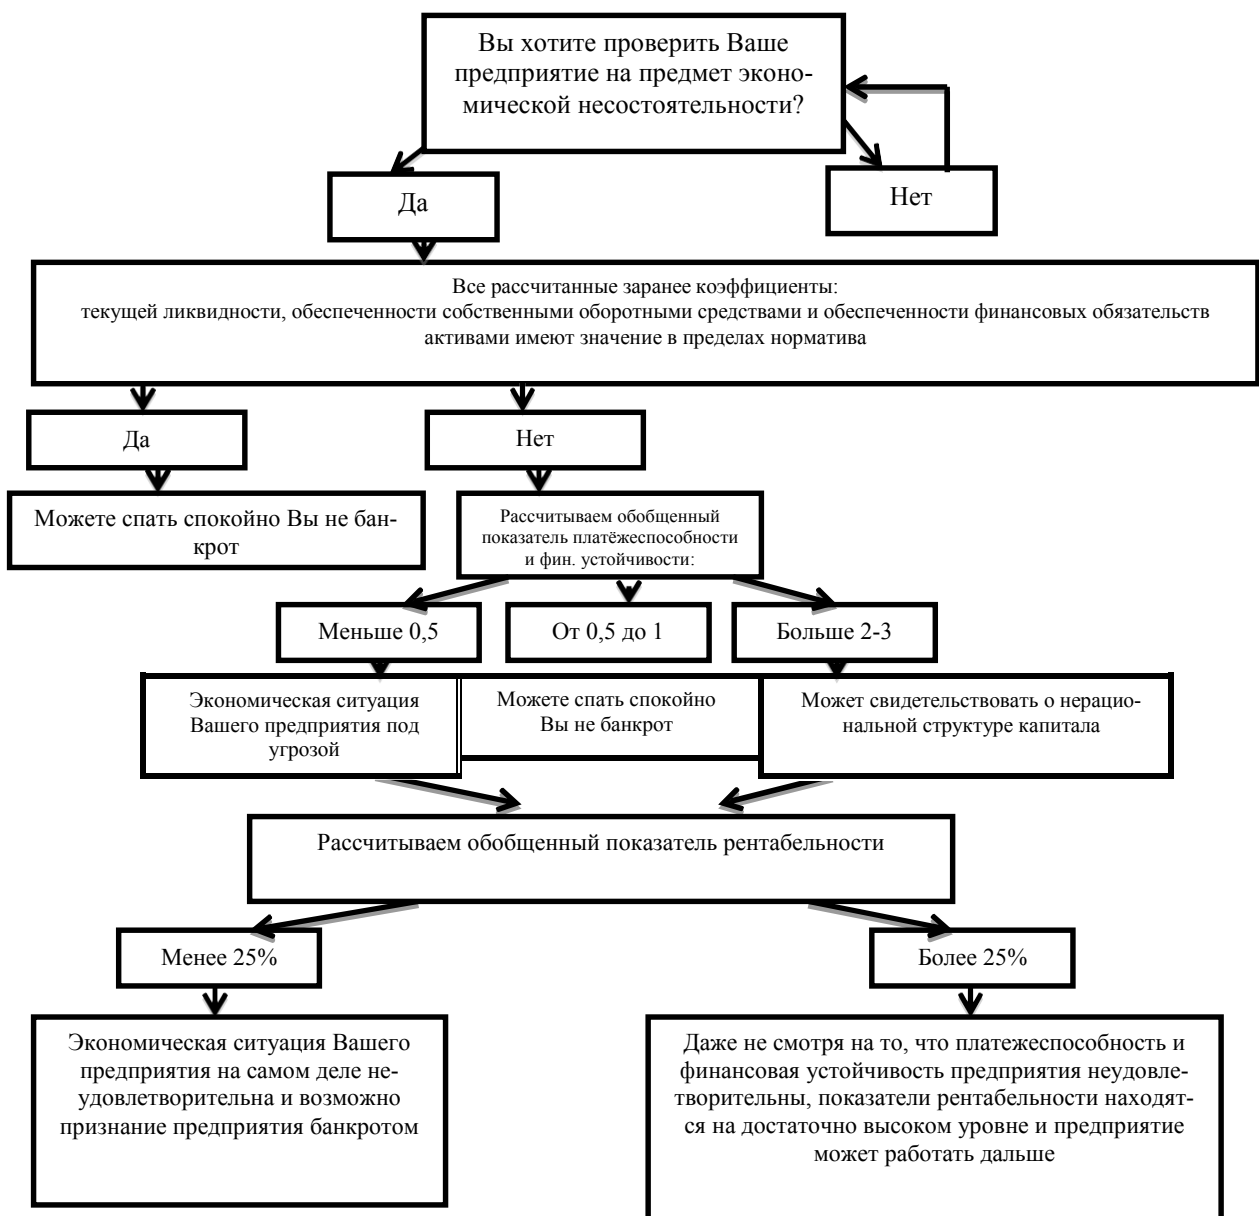 Вы хотите проверить Ваше
предприятие на предмет эконо-
мической несостоятельности?
Да
Нет
Все рассчитанные заранее коэффициенты:
текущей ликвидности, обеспеченности собственными оборотными средствами и обеспеченности финансовых обязательств
активами имеют значение в пределах норматива
Да
Нет
Можете спать спокойно Вы не бан-
крот
Рассчитываем обобщенный
показатель платёжеспособности
и фин. устойчивости:
Меньше 0,5
От 0,5 до 1
Больше 2-3
Экономическая ситуация
Вашего предприятия под
угрозой
Можете спать спокойно
Вы не банкрот
Может свидетельствовать о нерацио-
нальной структуре капитала
Рассчитываем обобщенный показатель рентабельности
Менее 25%
Более 25%
Экономическая ситуация Вашего
предприятия на самом деле не-
удовлетворительна и возможно
признание предприятия банкротом
Даже не смотря на то, что платежеспособность и
финансовая устойчивость предприятия неудовле-
творительны, показатели рентабельности находят-
ся на достаточно высоком уровне и предприятие
может работать дальше